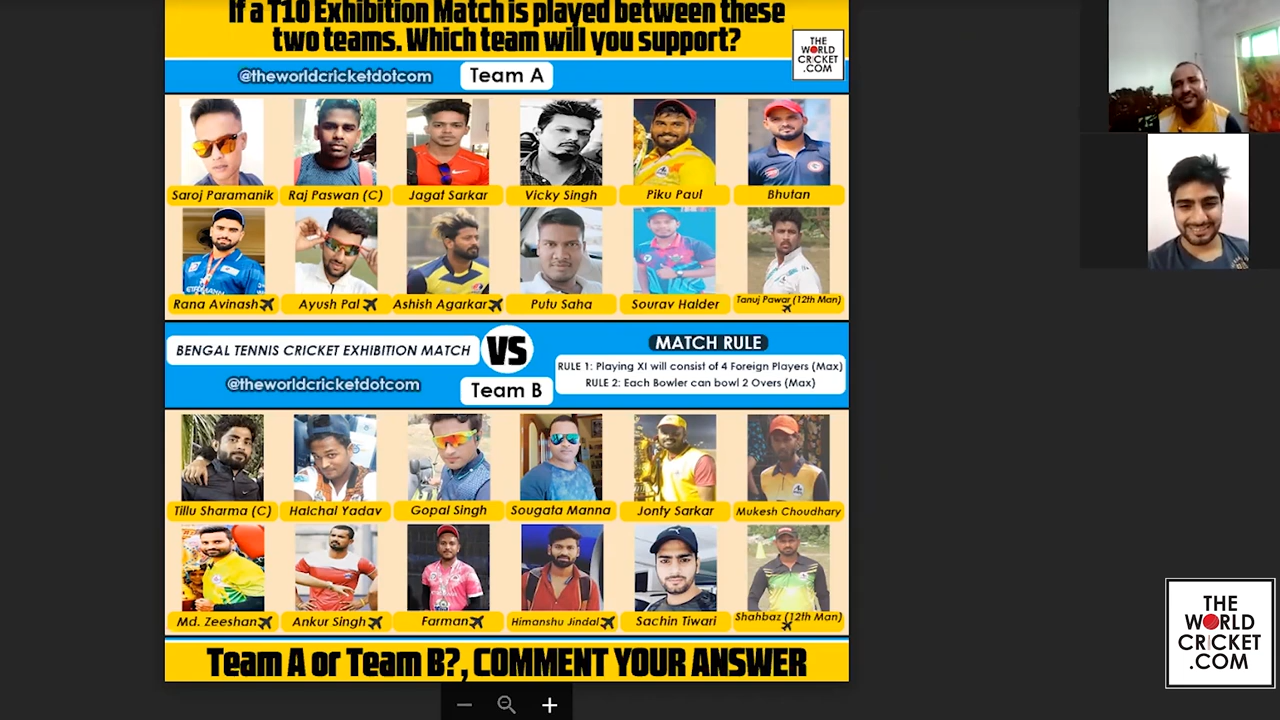 If a T10 Exhibition Match is played between these
two teams. Which team will you support?
THE
WORLD
CRICKET
.COM
@theworldcricketdotcom
Team A
Saroj Paramanik
Raj Paswan (C)
Jagat Sarkar
Vicky Singh
Piku Paul
Bhutan
Rana Avinash
Ayush Pal
Ashish Agarkar
Putu Saha
Sourav Halder
Tanuj Pawar (12th Man)
BENGAL TENNIS CRICKET EXHIBITION MATCH
VS
MATCH RULE
RULE 1: Playing XI will consist of 4 Foreign Players (Max)
RULE 2: Each Bowler can bowl 2 Overs (Max)
@theworldcricketdotcom
Team B
Tillu Sharma (C)
Halchal Yadav
Gopal Singh
Sougata Manna
Jonty Sarkar
Mukesh Choudhary
Md. Zeeshan
Ankur Singh
Farman
Himanshu Jindal
Sachin Tiwari
Shahbaz (12th Man)
Team A or Team B?, COMMENT YOUR ANSWER
THE
WORLD
CRICKET
.COM